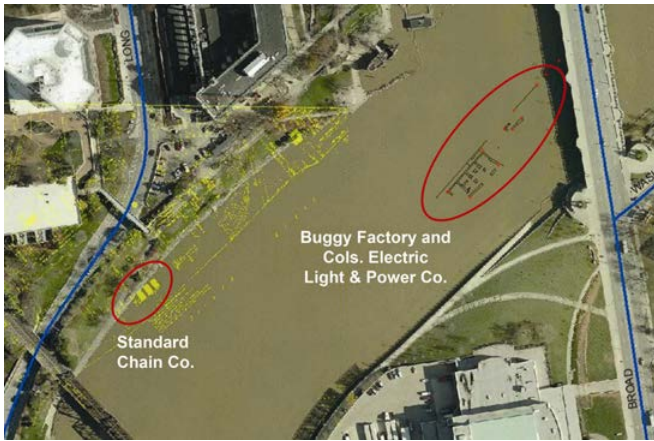 LONG
Buggy Factory and
Cols. Electric
Light & Power Co.
Standard
Chain Co.
BROAD